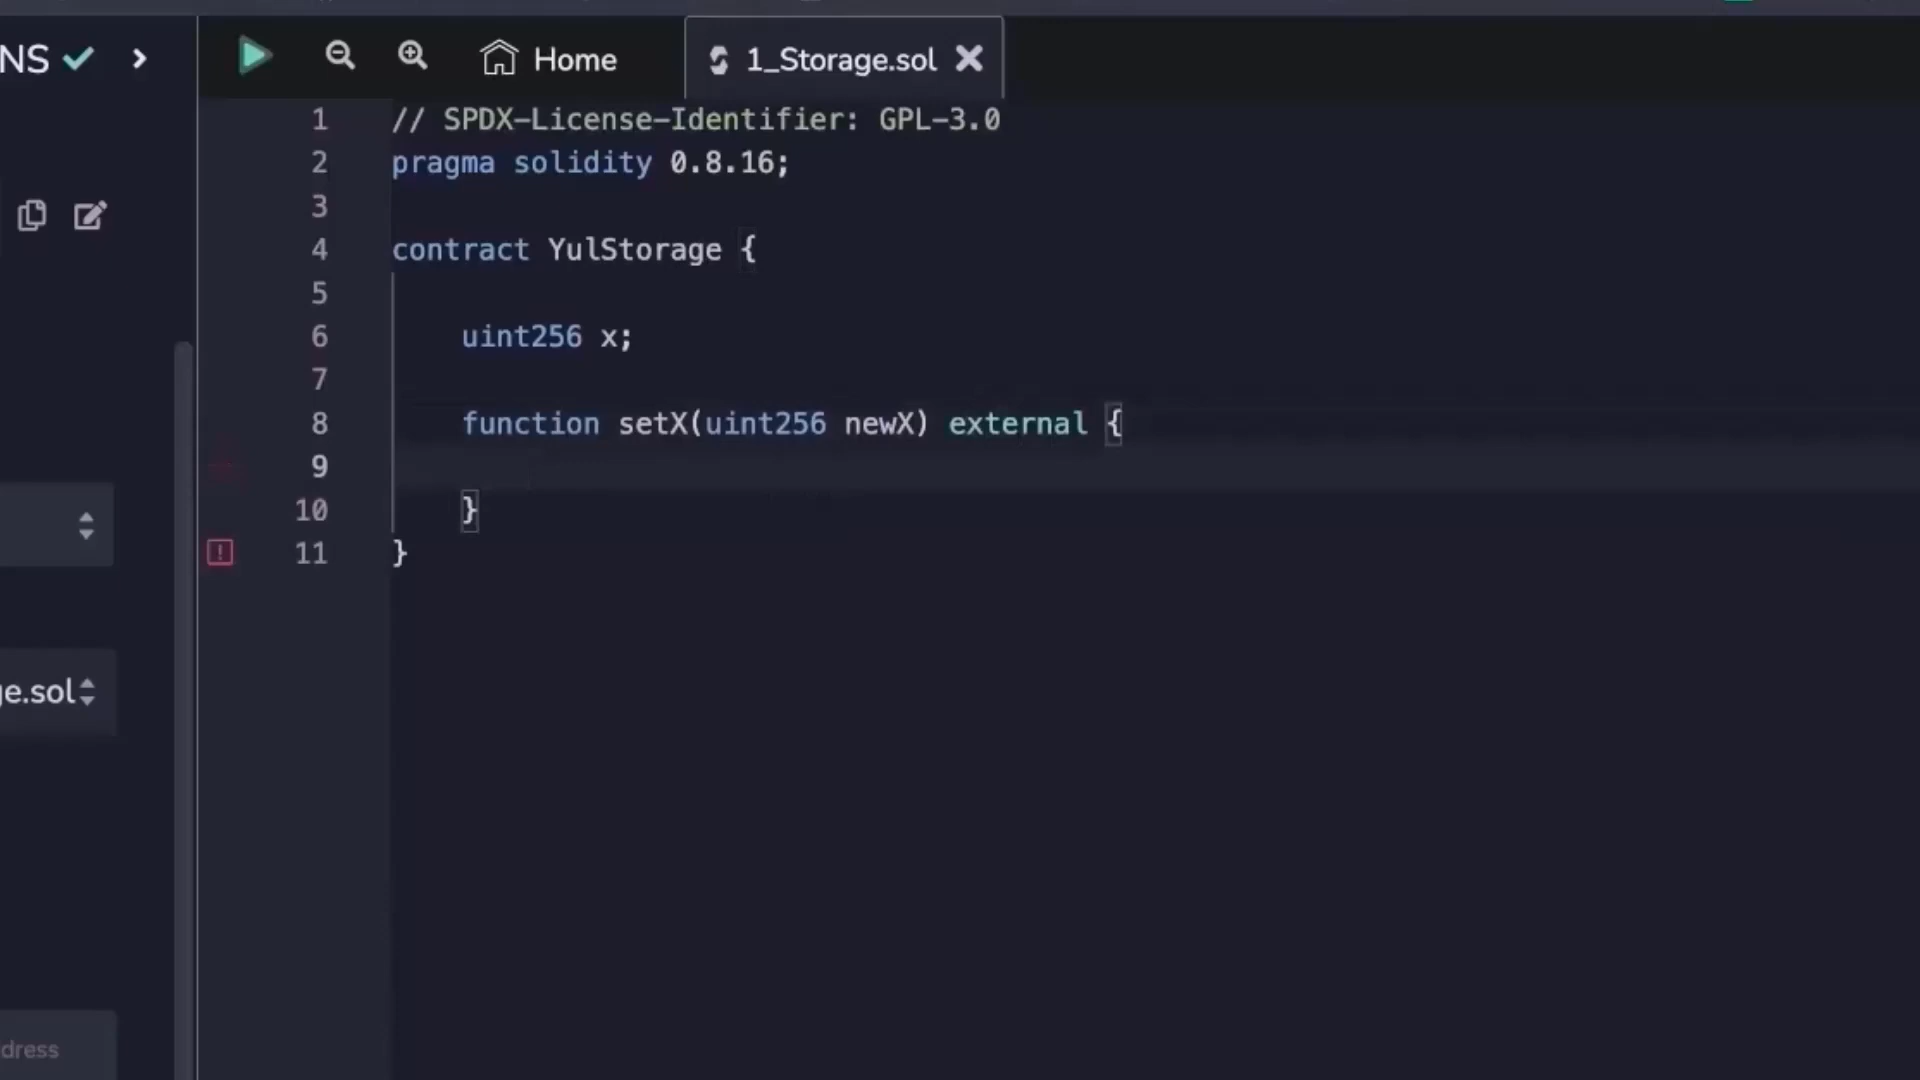 NS
Home
1_Storage.sol
1 // SPDX-License-Identifier: GPL-3.0
2 pragma solidity 0.8.16;
3
4 contract YulStorage {
5
6 uint256 x;
7
8 function setX(uint256 newX) external {
9
10 }
11 }
ge.sol
dress